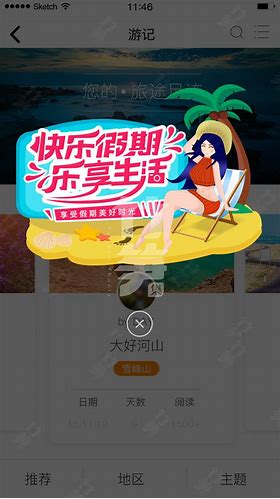 Sketch
11:46
游记
您的·旅途足迹
快乐假期
乐享生活
享受假期美好时光
大好河山
雪峰山
日期 天数 阅读
推荐 地区 主题